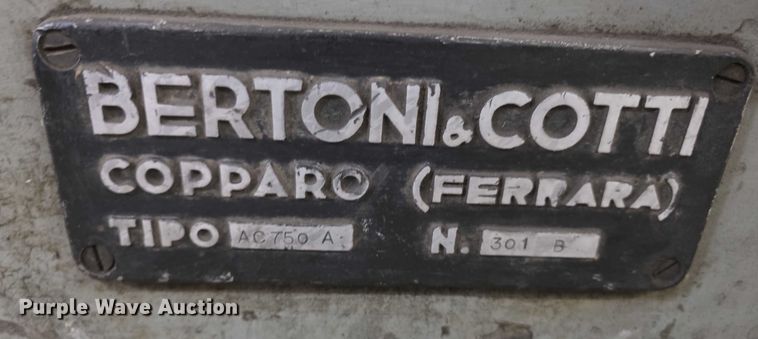 BERTONI & COTTI
COPPARO (FERRARA)
TIPO AC750 A N. 301 B
Purple Wave Auction